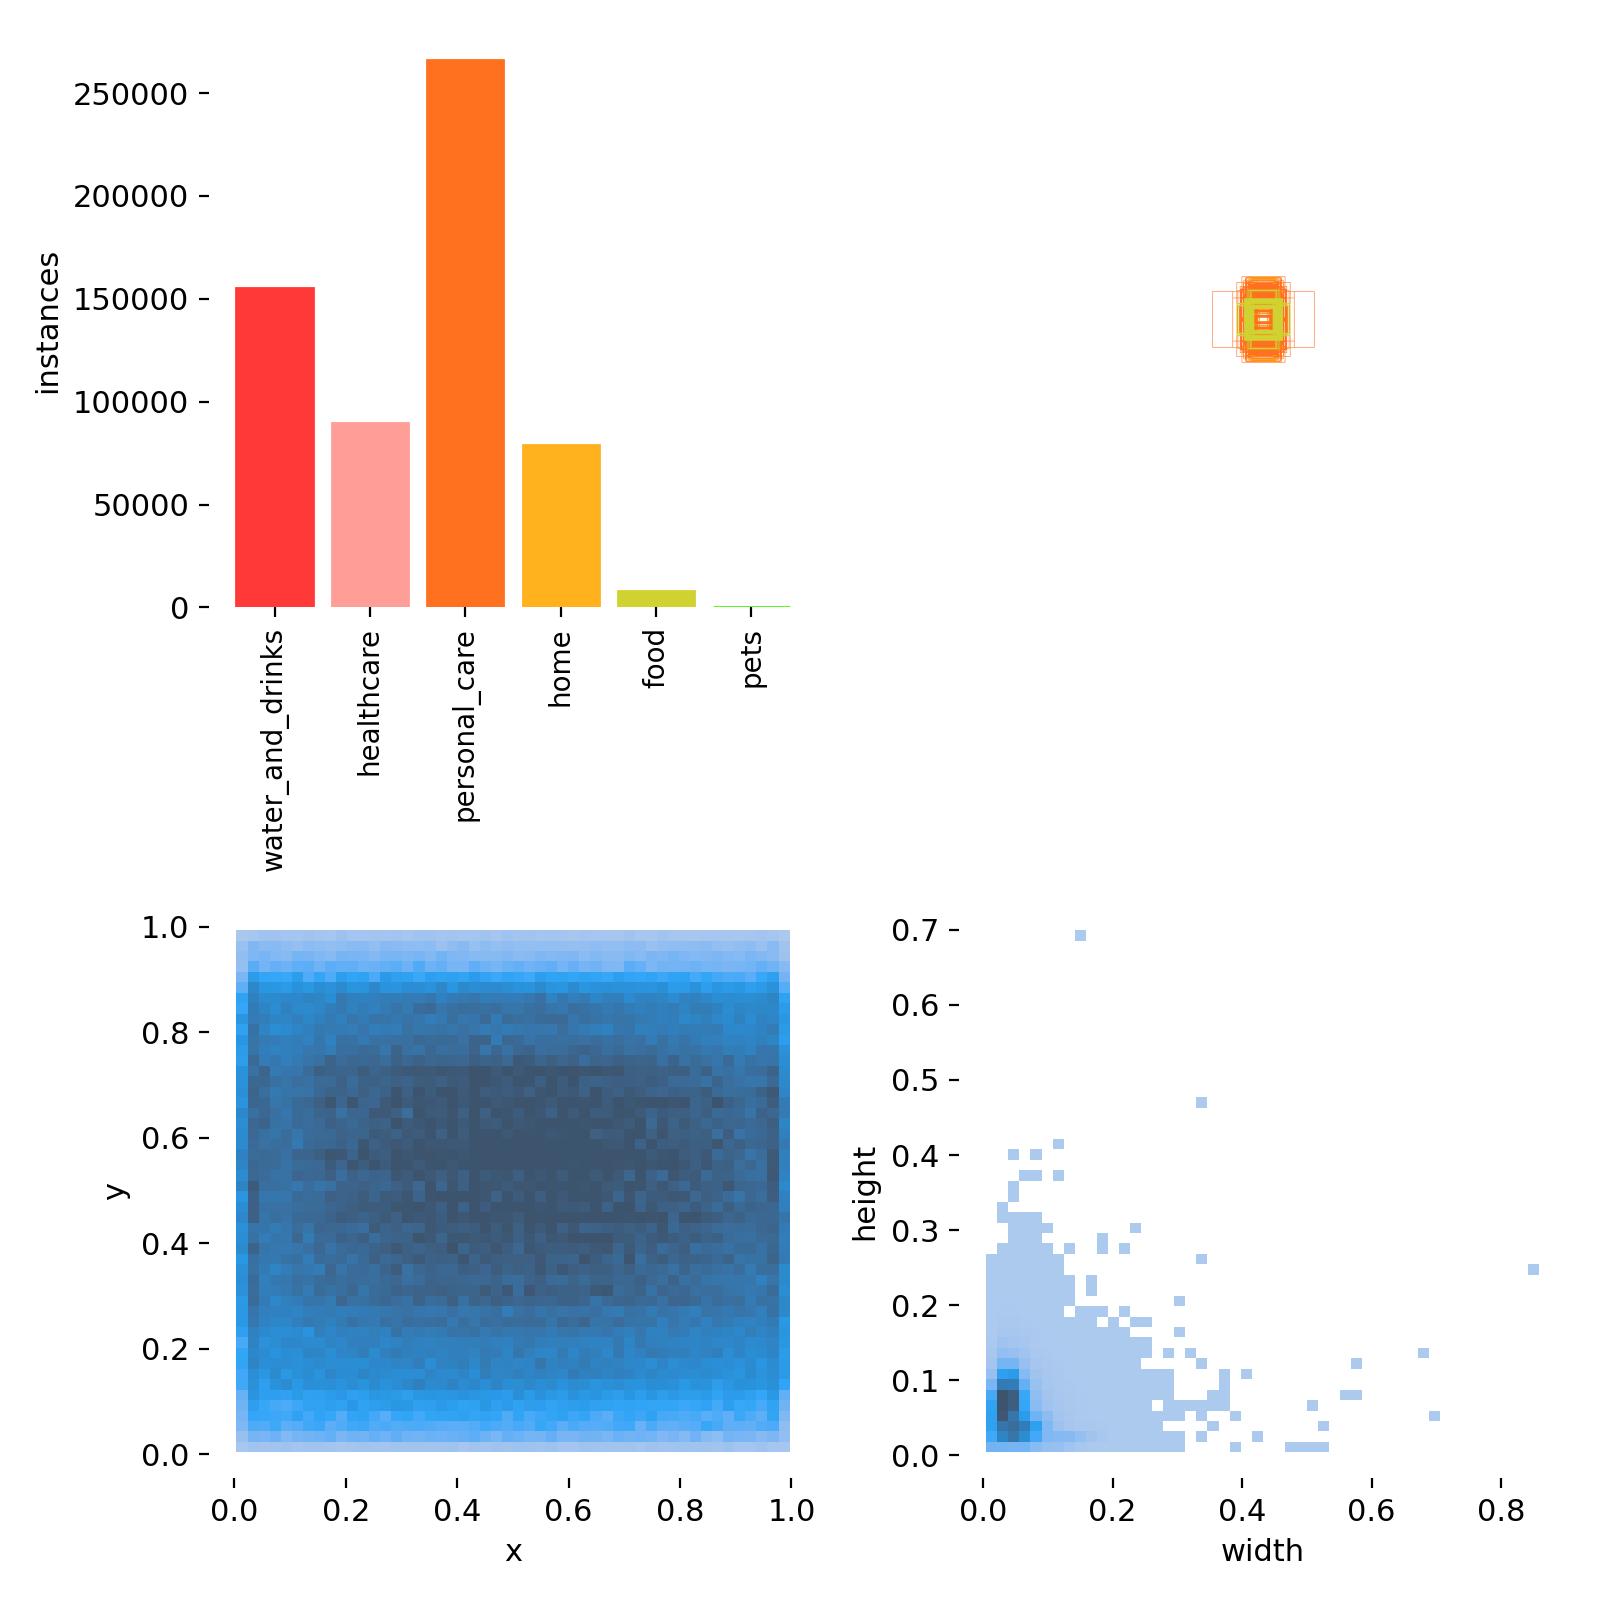 instances
250000
200000
150000
100000
50000
0
water_and_drinks
healthcare
personal_care
home
food
pets
y
1.0
0.8
0.6
0.4
0.2
0.0
0.0 0.2 0.4 0.6 0.8 1.0
x
height
0.7
0.6
0.5
0.4
0.3
0.2
0.1
0.0
0.0 0.2 0.4 0.6 0.8
width